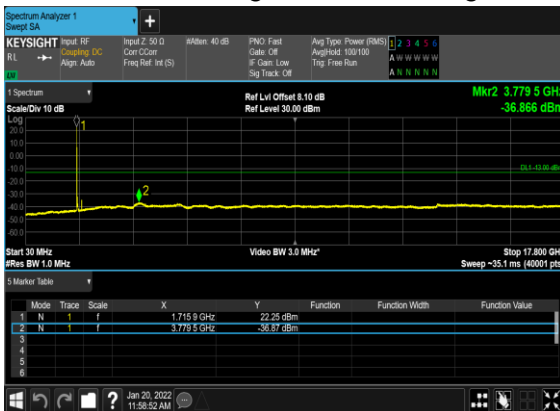 Spectrum Analyzer 1
Swept SA
+
KEYSIGHT Input: RF Input Z: 50 Ω #Atten: 40 dB PNO: Fast Avg Type: Power (RMS) 1 2 3 4 5 6
RL Coupling: DC Corr CCorr Gate: Off Avg|Hold: 100/100 A W W W W W
Align: Auto Freq Ref: Int (S) IF Gain: Low Trig: Free Run
Sig Track: Off A N N N N N
LV
1 Spectrum Ref Lvl Offset 8.10 dB Mkr2 3.779 5 GHz
Scale/Div 10 dB Ref Level 30.00 dBm -36.866 dBm
Log
20.0
10.0
0.00
-10.0
DL1 -13.00 dBm
-20.0
-30.0
-40.0
-50.0
-60.0
1
2
Start 30 MHz Video BW 3.0 MHz* Stop 17.800 GHz
#Res BW 1.0 MHz Sweep ~35.1 ms (40001 pts)
5 Marker Table
Mode Trace Scale X Y Function Function Width Function Value
1 N 1 f 1.715 9 GHz 22.25 dBm
2 N 1 f 3.779 5 GHz -36.87 dBm
3
4
5
6
? Jan 20, 2022
11:58:52 AM